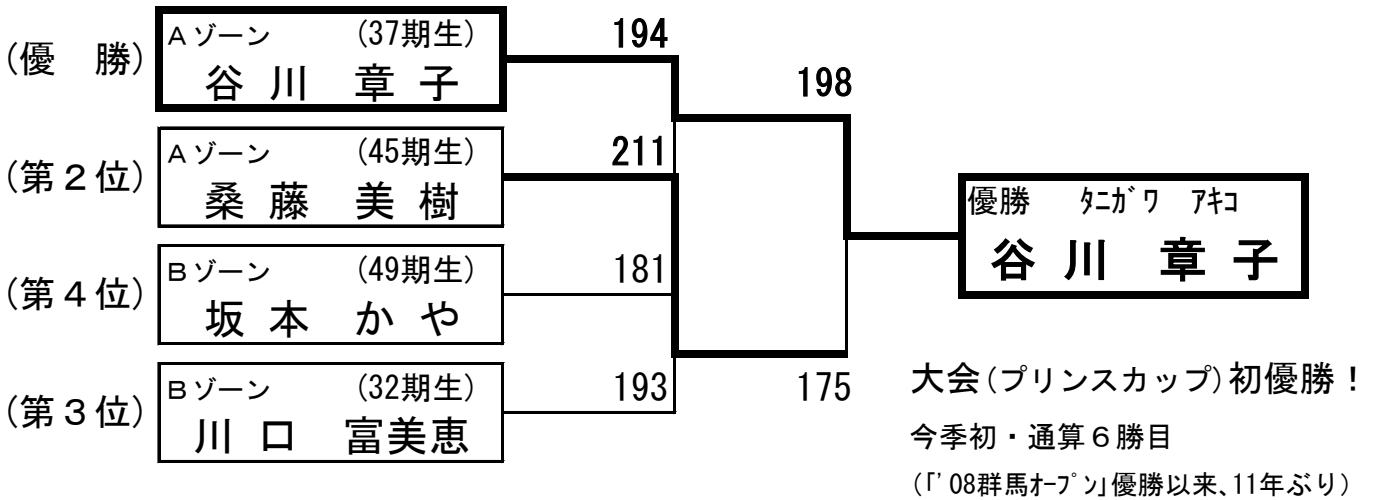 (優　勝)
Aゾーン　(37期生)
谷川　章子
194
(第２位)
Aゾーン　(45期生)
桑藤　美樹
211
(第４位)
Bゾーン　(49期生)
坂本　かや
181
(第３位)
Bゾーン　(32期生)
川口　富美恵
193
198
175
優勝　ﾀﾆｶﾞﾜ　ｱｷｺ
谷川　章子
大会(プリンスカップ)初優勝！
今季初・通算６勝目
(｢'08群馬ｵｰﾌﾟﾝ｣優勝以来､11年ぶり)